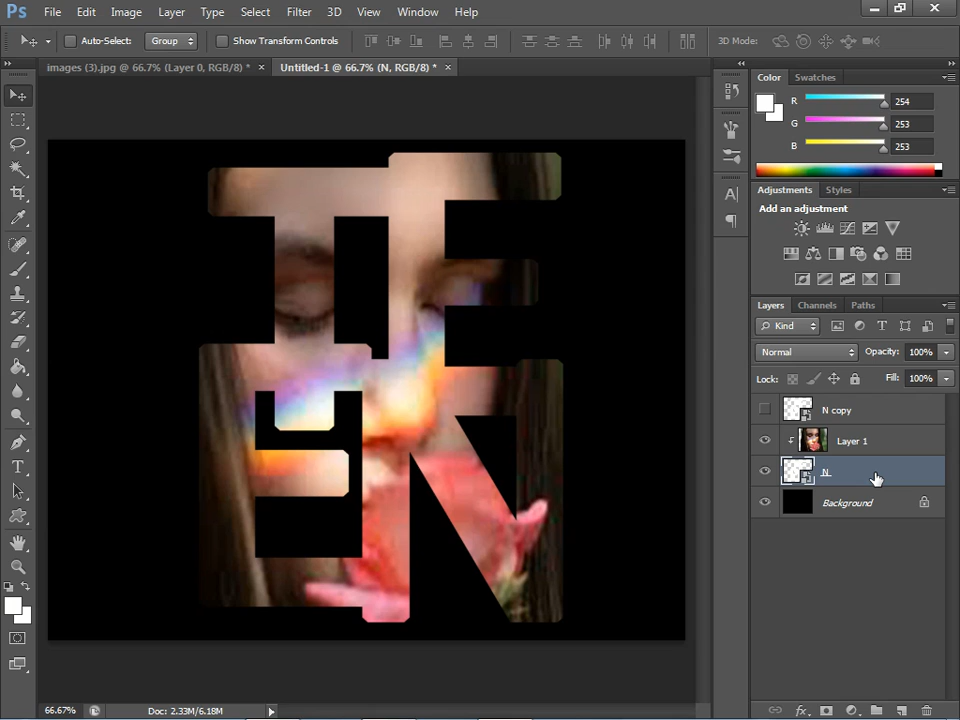 Ps File Edit Image Layer Type Select Filter 3D View Window Help
Auto-Select: Group Show Transform Controls 3D Mode:
images (3).jpg @ 66.7% (Layer 0, RGB/8) * × Untitled-1 @ 66.7% (N, RGB/8) * ×
Color Swatches
R 254
G 253
B 253
Adjustments Styles
Add an adjustment
Layers Channels Paths
Kind
Normal Opacity: 100%
Lock: Fill: 100%
N copy
Layer 1
N
Background
TE
EN
66.67% Doc: 2.33M/6.18M